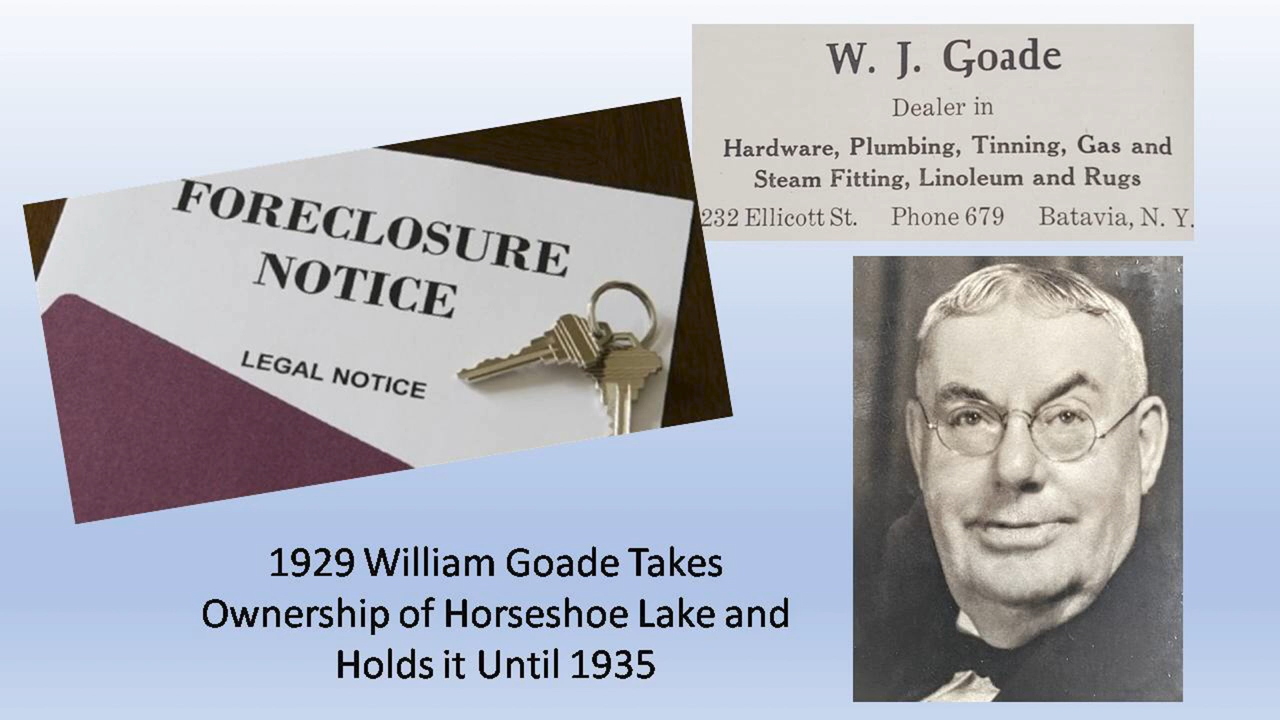 W. J. Goade
Dealer in
Hardware, Plumbing, Tinning, Gas and
Steam Fitting, Linoleum and Rugs
232 Ellicott St. Phone 679 Batavia, N. Y.
FORECLOSURE
NOTICE
LEGAL NOTICE
1929 William Goade Takes
Ownership of Horseshoe Lake and
Holds it Until 1935